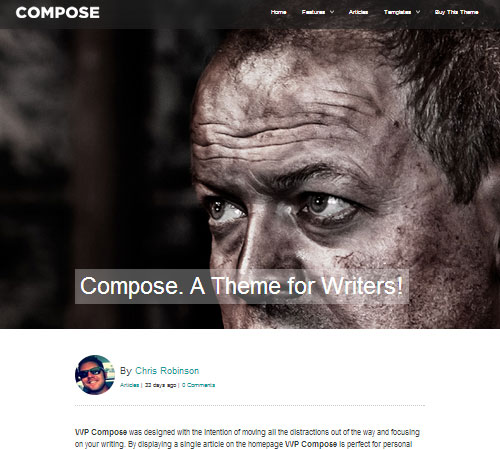 COMPOSE
Home Features Articles Templates Buy This Theme
Compose. A Theme for Writers!
By Chris Robinson
Articles | 22 days ago | 0 Comments
WP Compose was designed with the intention of moving all the distractions out of the way and focusing
on your writing. By displaying a single article on the homepage WP Compose is perfect for personal